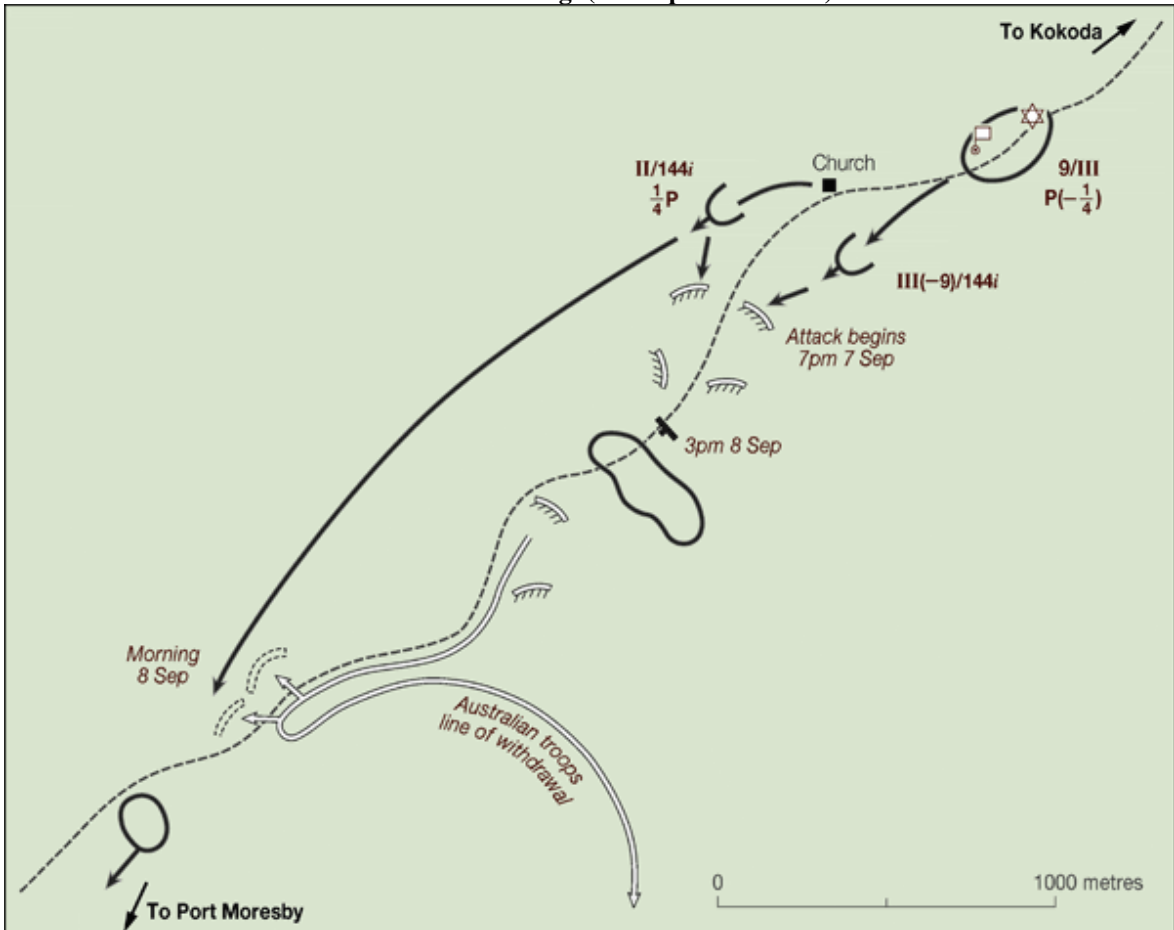 To Kokoda
Church
II/144i
1/4 P
9/III
P(-1/4)
III(-9)/144i
Attack begins
7pm 7 Sep
3pm 8 Sep
Morning
8 Sep
Australian troops
line of withdrawal
0
1000 metres
To Port Moresby